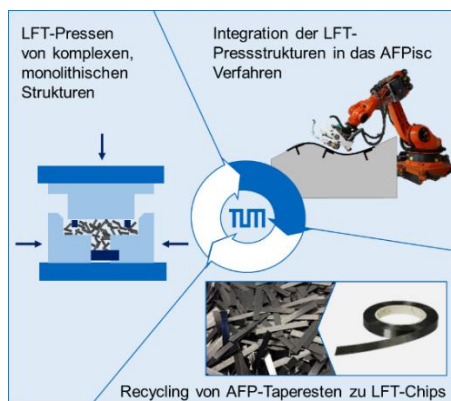 LFT-Pressen
von komplexen,
monolithischen
Strukturen
Integration der LFT-
Pressstrukturen in das AFPisc
Verfahren
TUM
Recycling von AFP-Taperesten zu LFT-Chips